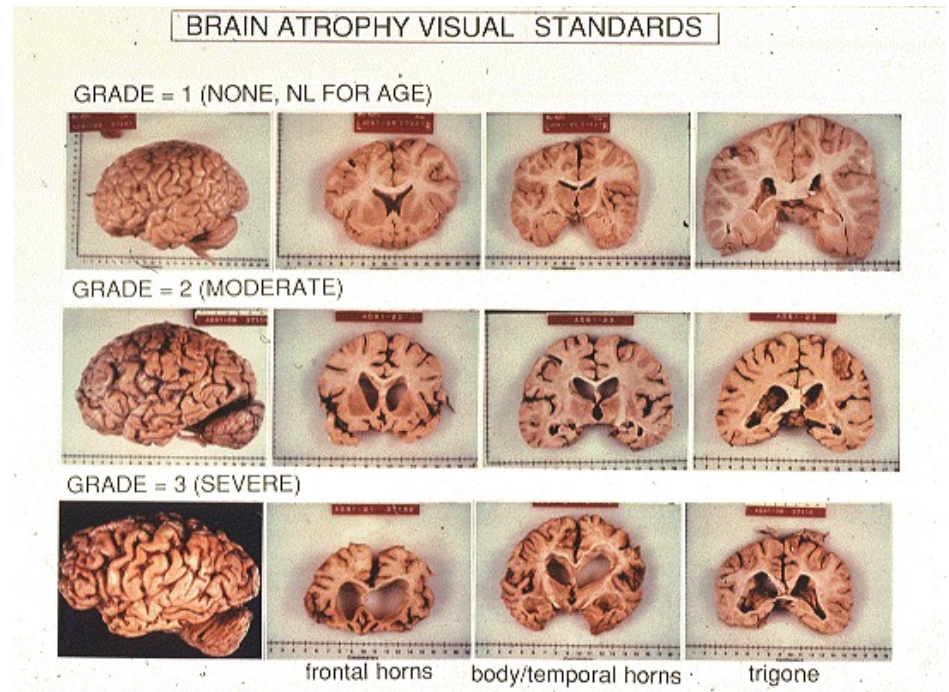 BRAIN ATROPHY VISUAL STANDARDS
GRADE = 1 (NONE, NL FOR AGE)
GRADE = 2 (MODERATE)
GRADE = 3 (SEVERE)
frontal horns
body/temporal horns
trigone